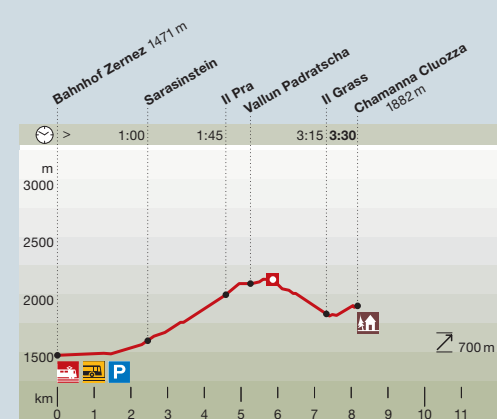 Bahnhof Zernez 1471 m
Sarasinstein
Il Pra
Vallun Padratscha
Il Grass
Chamanna Cluozza
1882 m
> 1:00 1:45 3:15 3:30
m
3000
2500
2000
1500
700 m
P
km
0 1 2 3 4 5 6 7 8 9 10 11